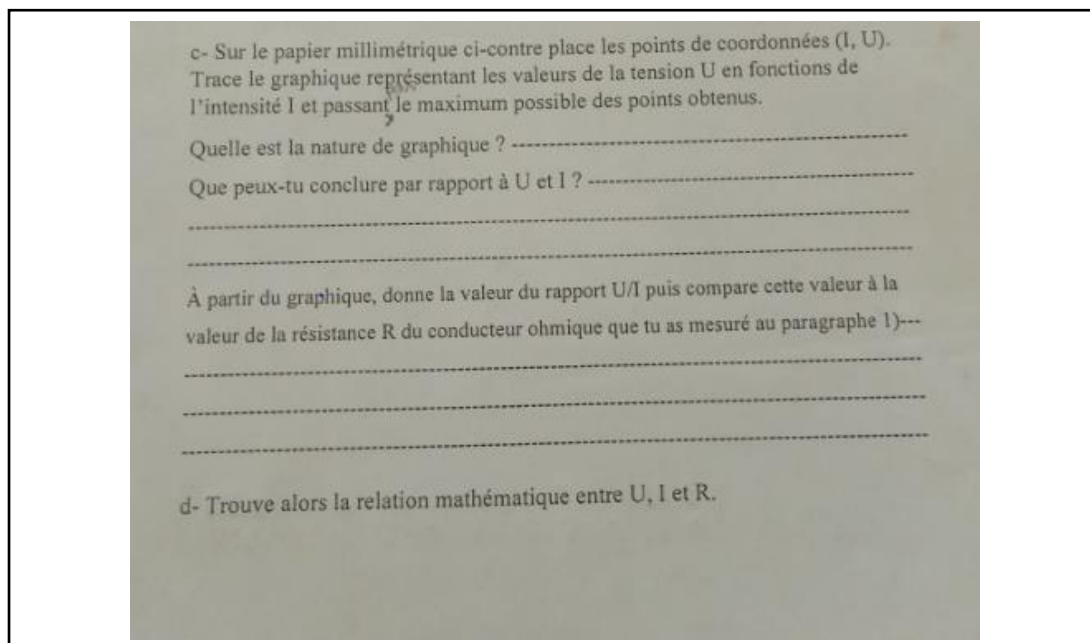 c- Sur le papier millimétrique ci-contre place les points de coordonnées (I, U).
Trace le graphique représentant les valeurs de la tension U en fonctions de
l'intensité I et passant le maximum possible des points obtenus.
Quelle est la nature de graphique ? ------------------------------------------------
Que peux-tu conclure par rapport à U et I ? ----------------------------------------
------------------------------------------------------------------------------------
------------------------------------------------------------------------------------
À partir du graphique, donne la valeur du rapport U/I puis compare cette valeur à la
valeur de la résistance R du conducteur ohmique que tu as mesuré au paragraphe 1)---
------------------------------------------------------------------------------------
------------------------------------------------------------------------------------
------------------------------------------------------------------------------------
d- Trouve alors la relation mathématique entre U, I et R.